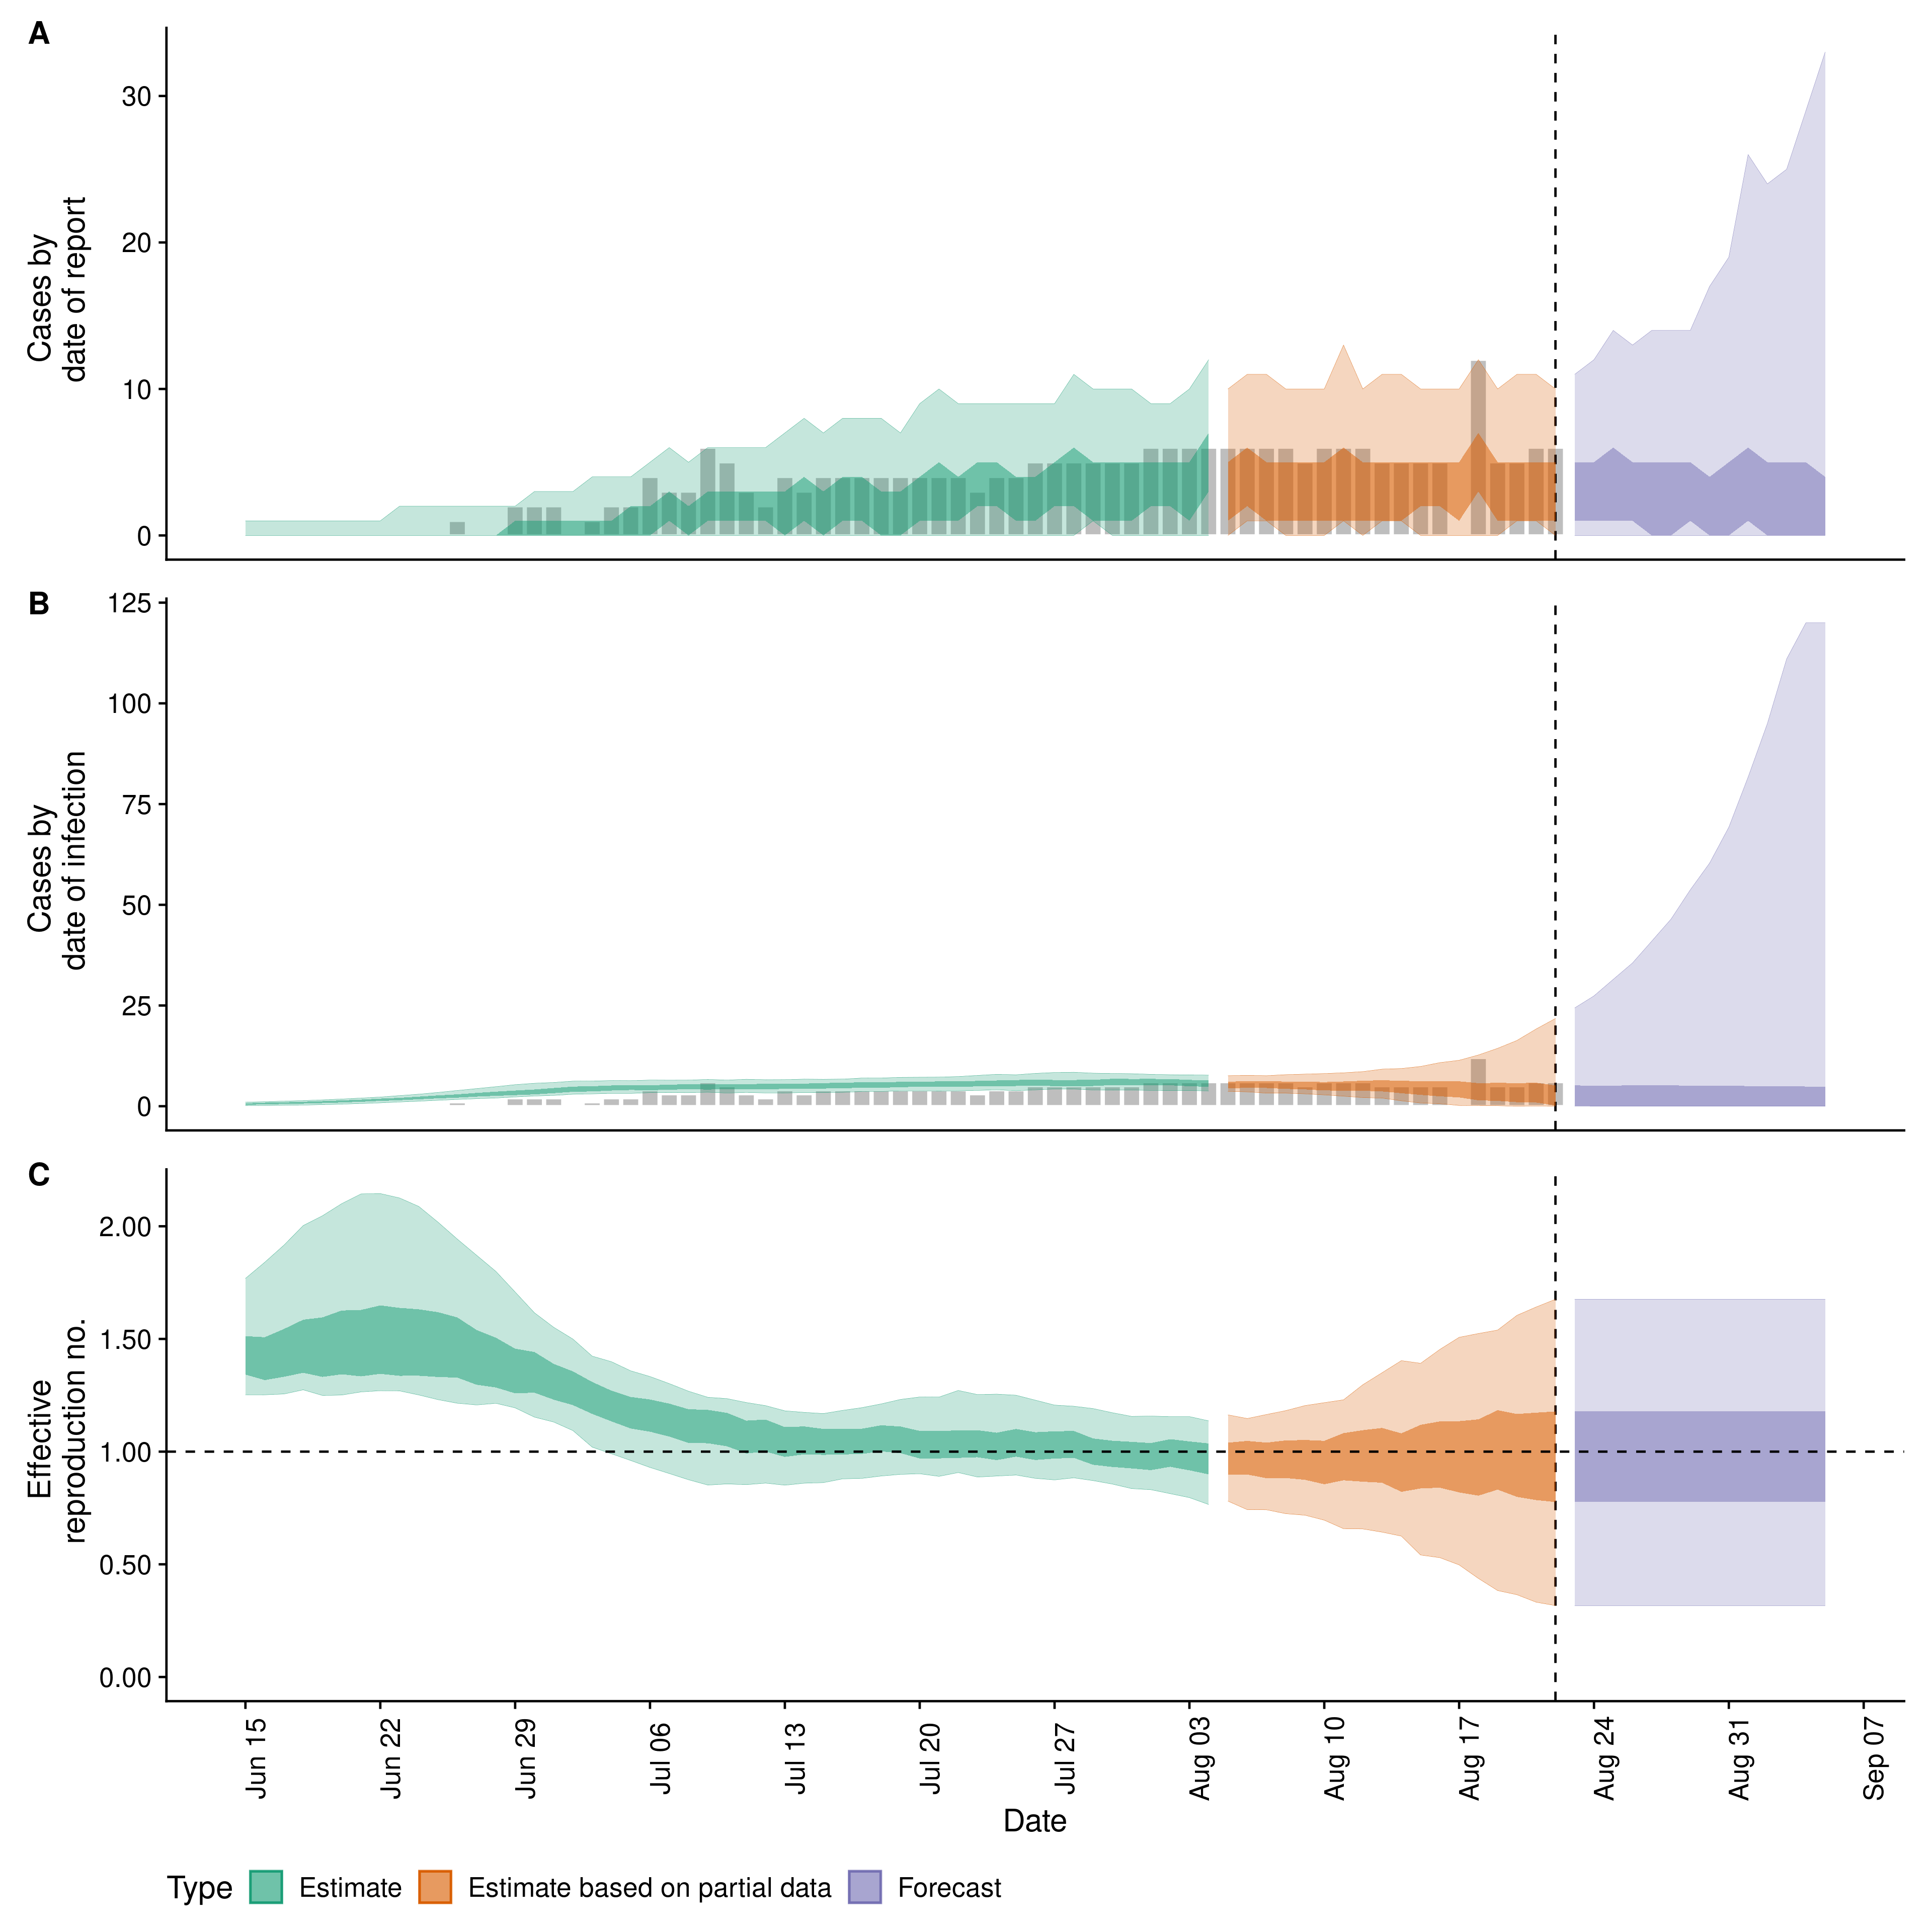 A
Cases by
date of report
30
20
10
0
B
Cases by
date of infection
125
100
75
50
25
0
C
Effective
reproduction no.
2.00
1.50
1.00
0.50
0.00
Jun 15
Jun 22
Jun 29
Jul 06
Jul 13
Jul 20
Jul 27
Aug 03
Aug 10
Aug 17
Aug 24
Aug 31
Sep 07
Date
Type
Estimate
Estimate based on partial data
Forecast